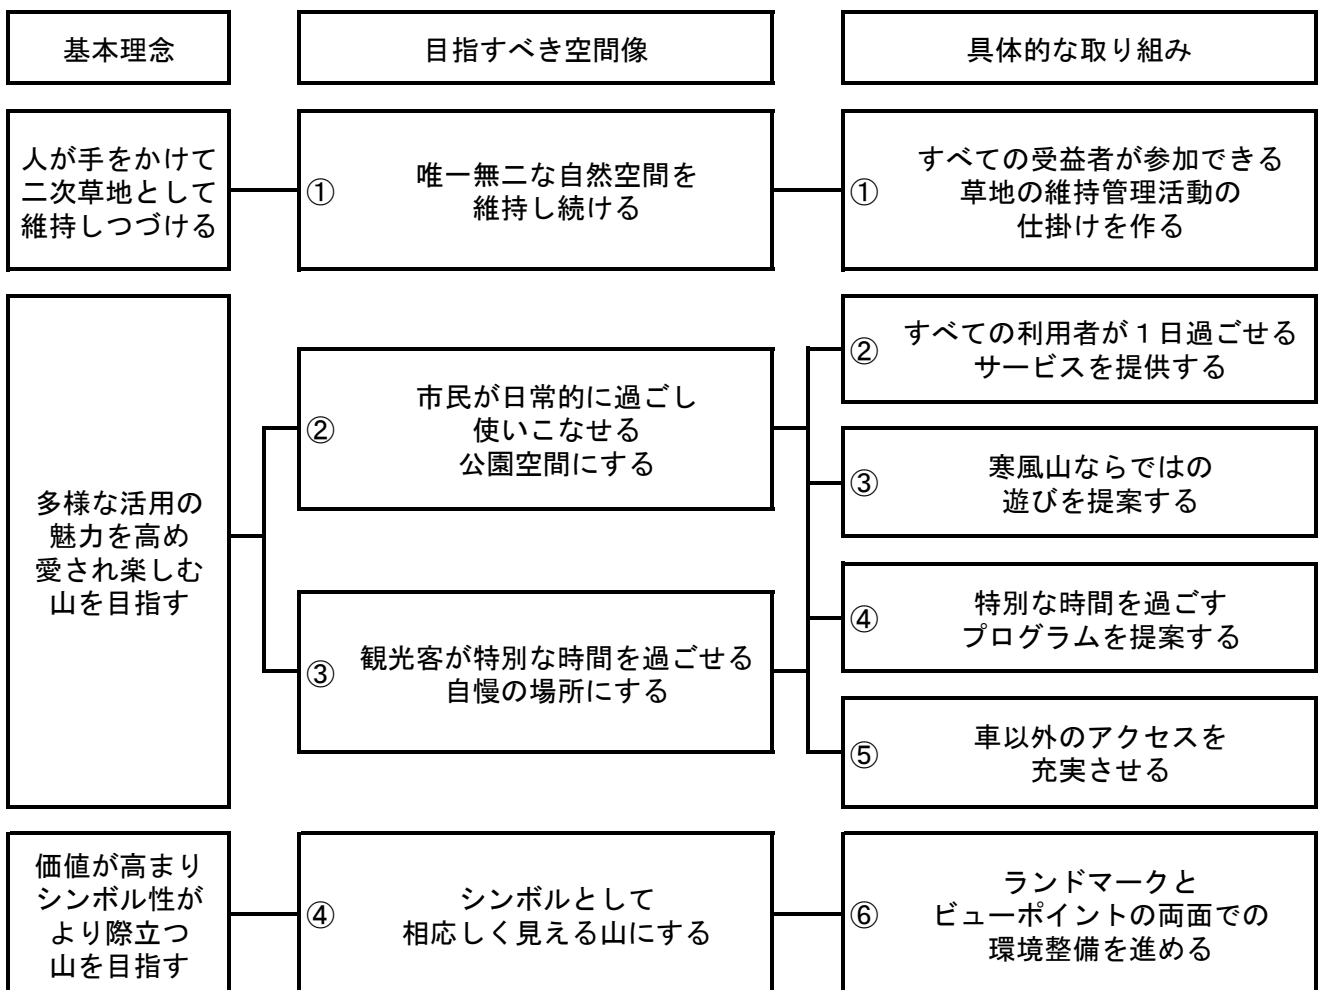 基本理念
目指すべき空間像
具体的な取り組み
人が手をかけて
二次草地として
維持しつづける
①
唯一無二な自然空間を
維持し続ける
①
すべての受益者が参加できる
草地の維持管理活動の
仕掛けを作る
多様な活用の
魅力を高め
愛され楽しむ
山を目指す
②
市民が日常的に過ごし
使いこなせる
公園空間にする
③
観光客が特別な時間を過ごせる
自慢の場所にする
②
すべての利用者が１日過ごせる
サービスを提供する
③
寒風山ならではの
遊びを提案する
④
特別な時間を過ごす
プログラムを提案する
⑤
車以外のアクセスを
充実させる
価値が高まり
シンボル性が
より際立つ
山を目指す
④
シンボルとして
相応しく見える山にする
⑥
ランドマークと
ビューポイントの両面での
環境整備を進める